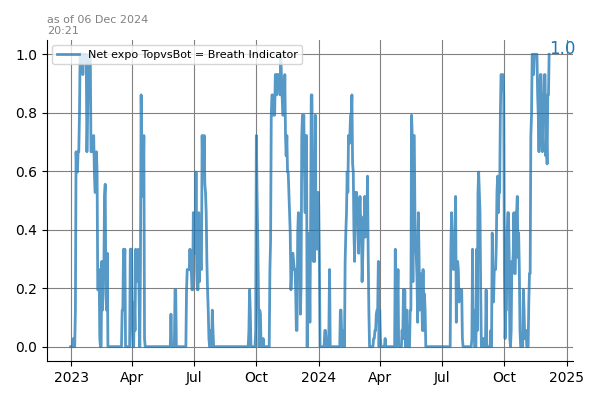 as of 06 Dec 2024
20:21
Net expo TopvsBot = Breath Indicator
1.0
1.0
0.8
0.6
0.4
0.2
0.0
2023 Apr Jul Oct 2024 Apr Jul Oct 2025